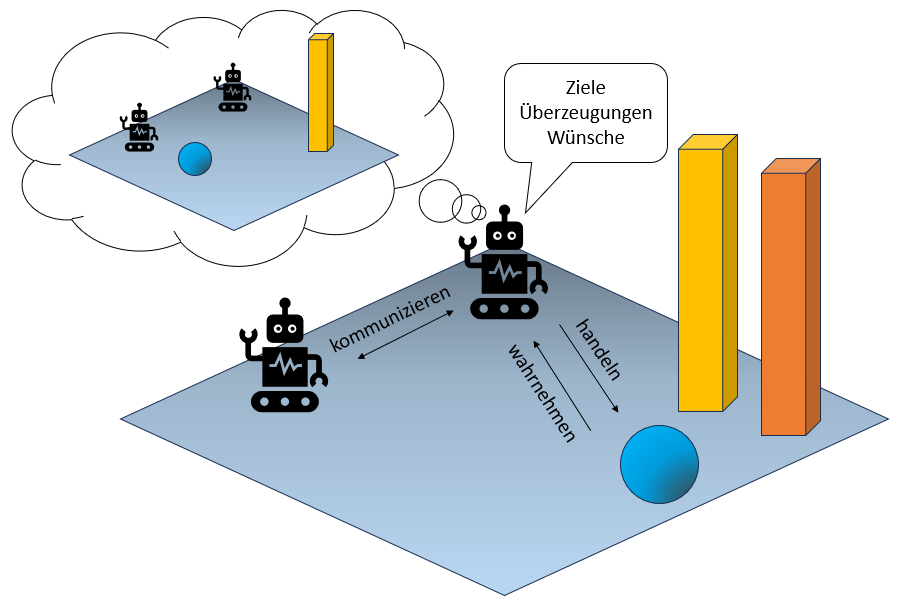 Ziele
Überzeugungen
Wünsche
kommunizieren
handeln
wahrnehmen